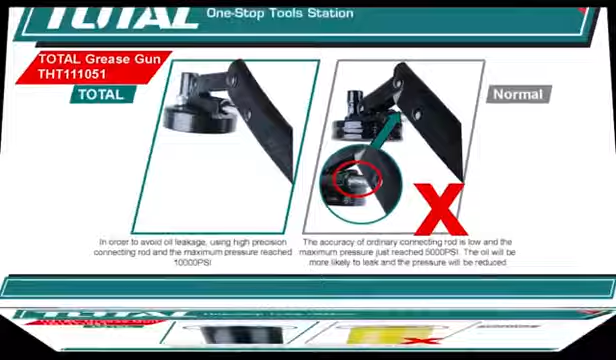 TOTAL
One-Stop Tools Station
TOTAL Grease Gun
THT111051
TOTAL
Normal
In order to avoid oil leakage, using high precision
connecting rod and the maximum pressure reached
10000PSI
The accuracy of ordinary connecting rod is low and the
maximum pressure just reached 5000PSI. The oil will be
more likely to leak and the pressure will be reduced
TOTAL